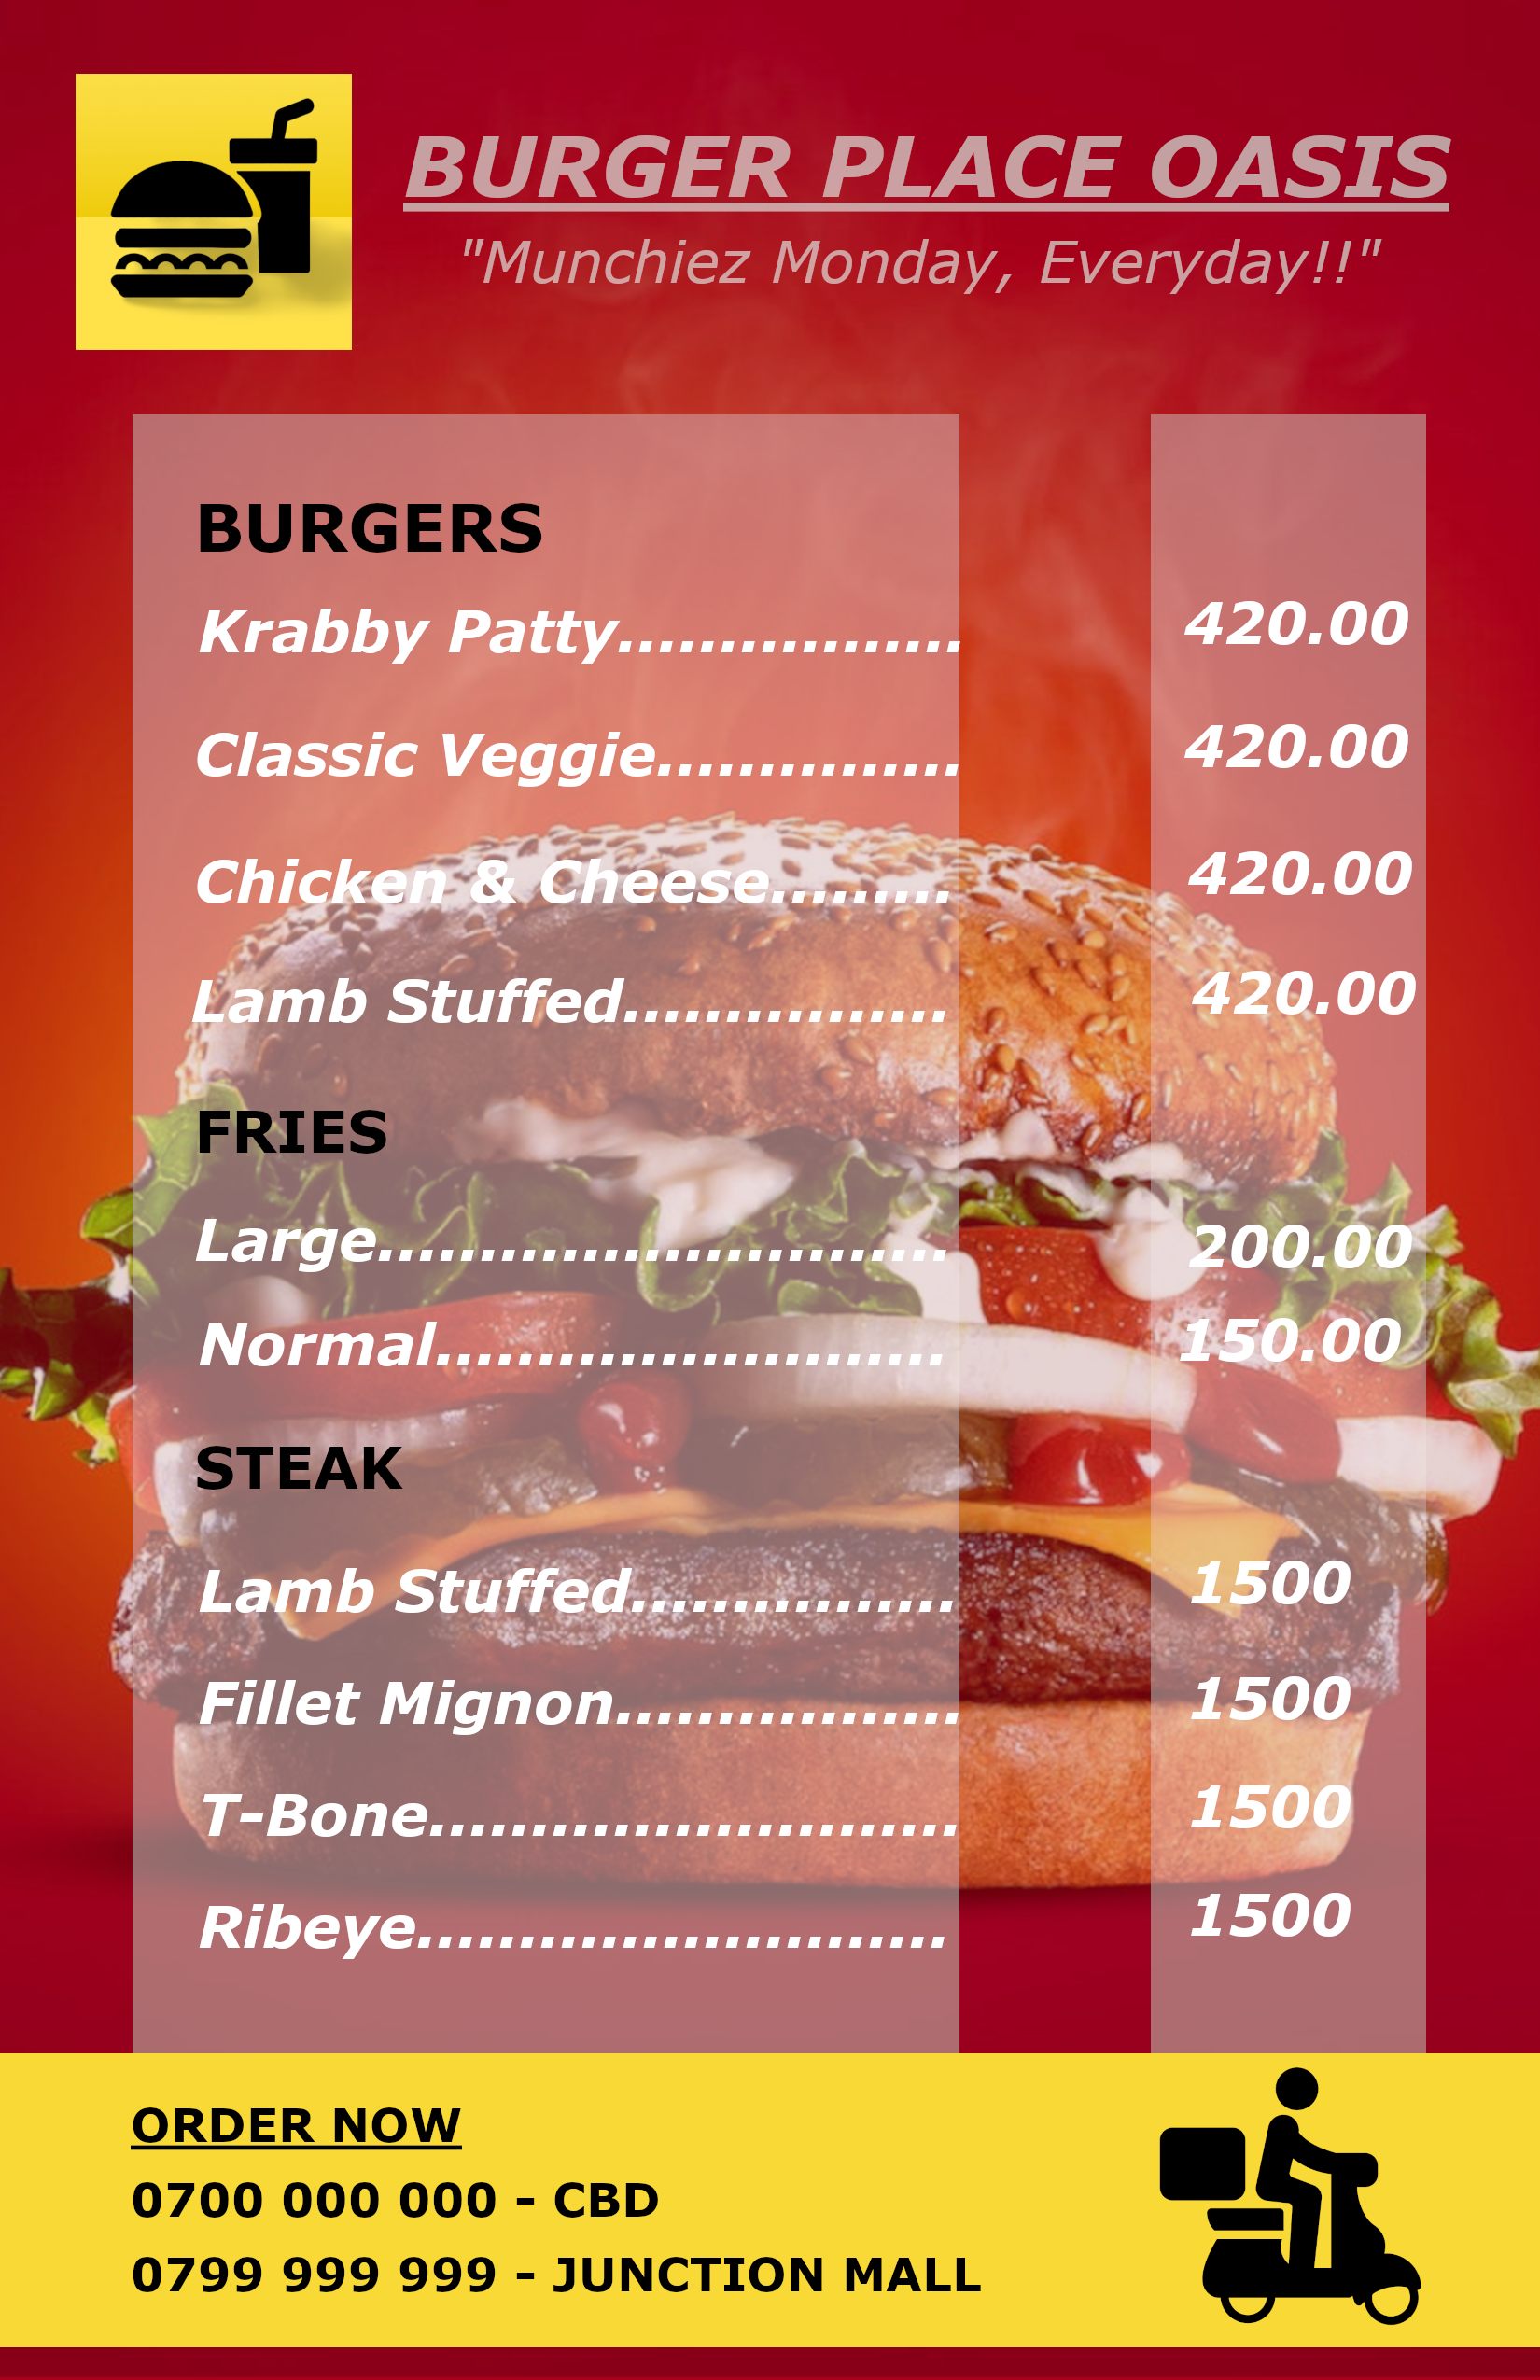 BURGER PLACE OASIS
"Munchiez Monday, Everyday!!"
BURGERS
Krabby Patty................. 420.00
Classic Veggie............... 420.00
Chicken & Cheese......... 420.00
Lamb Stuffed................ 420.00
FRIES
Large............................ 200.00
Normal......................... 150.00
STEAK
Lamb Stuffed................ 1500
Fillet Mignon................. 1500
T-Bone.......................... 1500
Ribeye.......................... 1500
ORDER NOW
0700 000 000 - CBD
0799 999 999 - JUNCTION MALL